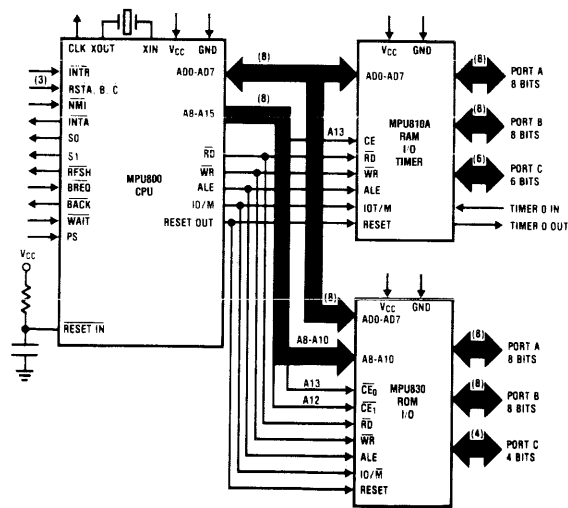 CLK XOUT XIN VCC GND
(3)
INTR
RSTA, B, C
NMI
INTA
S0
S1
RFSH
BREQ
BACK
WAIT
PS
VCC
RESET IN
MPU800
CPU
AD0-AD7
A8-A15
RD
WR
ALE
IO/M
RESET OUT
(8)
(8)
A13
VCC GND
AD0-AD7
MPU810A
RAM
I/O
TIMER
CE
RD
WR
ALE
IOT/M
RESET
(8)
PORT A
8 BITS
(8)
PORT B
8 BITS
(6)
PORT C
6 BITS
TIMER 0 IN
TIMER 0 OUT
(8)
A8-A10
A13
A12
VCC GND
AD0-AD7
A8-A10
MPU830
ROM
I/O
CE0
CE1
RD
WR
ALE
IO/M
RESET
(8)
PORT A
8 BITS
(8)
PORT B
8 BITS
(4)
PORT C
4 BITS